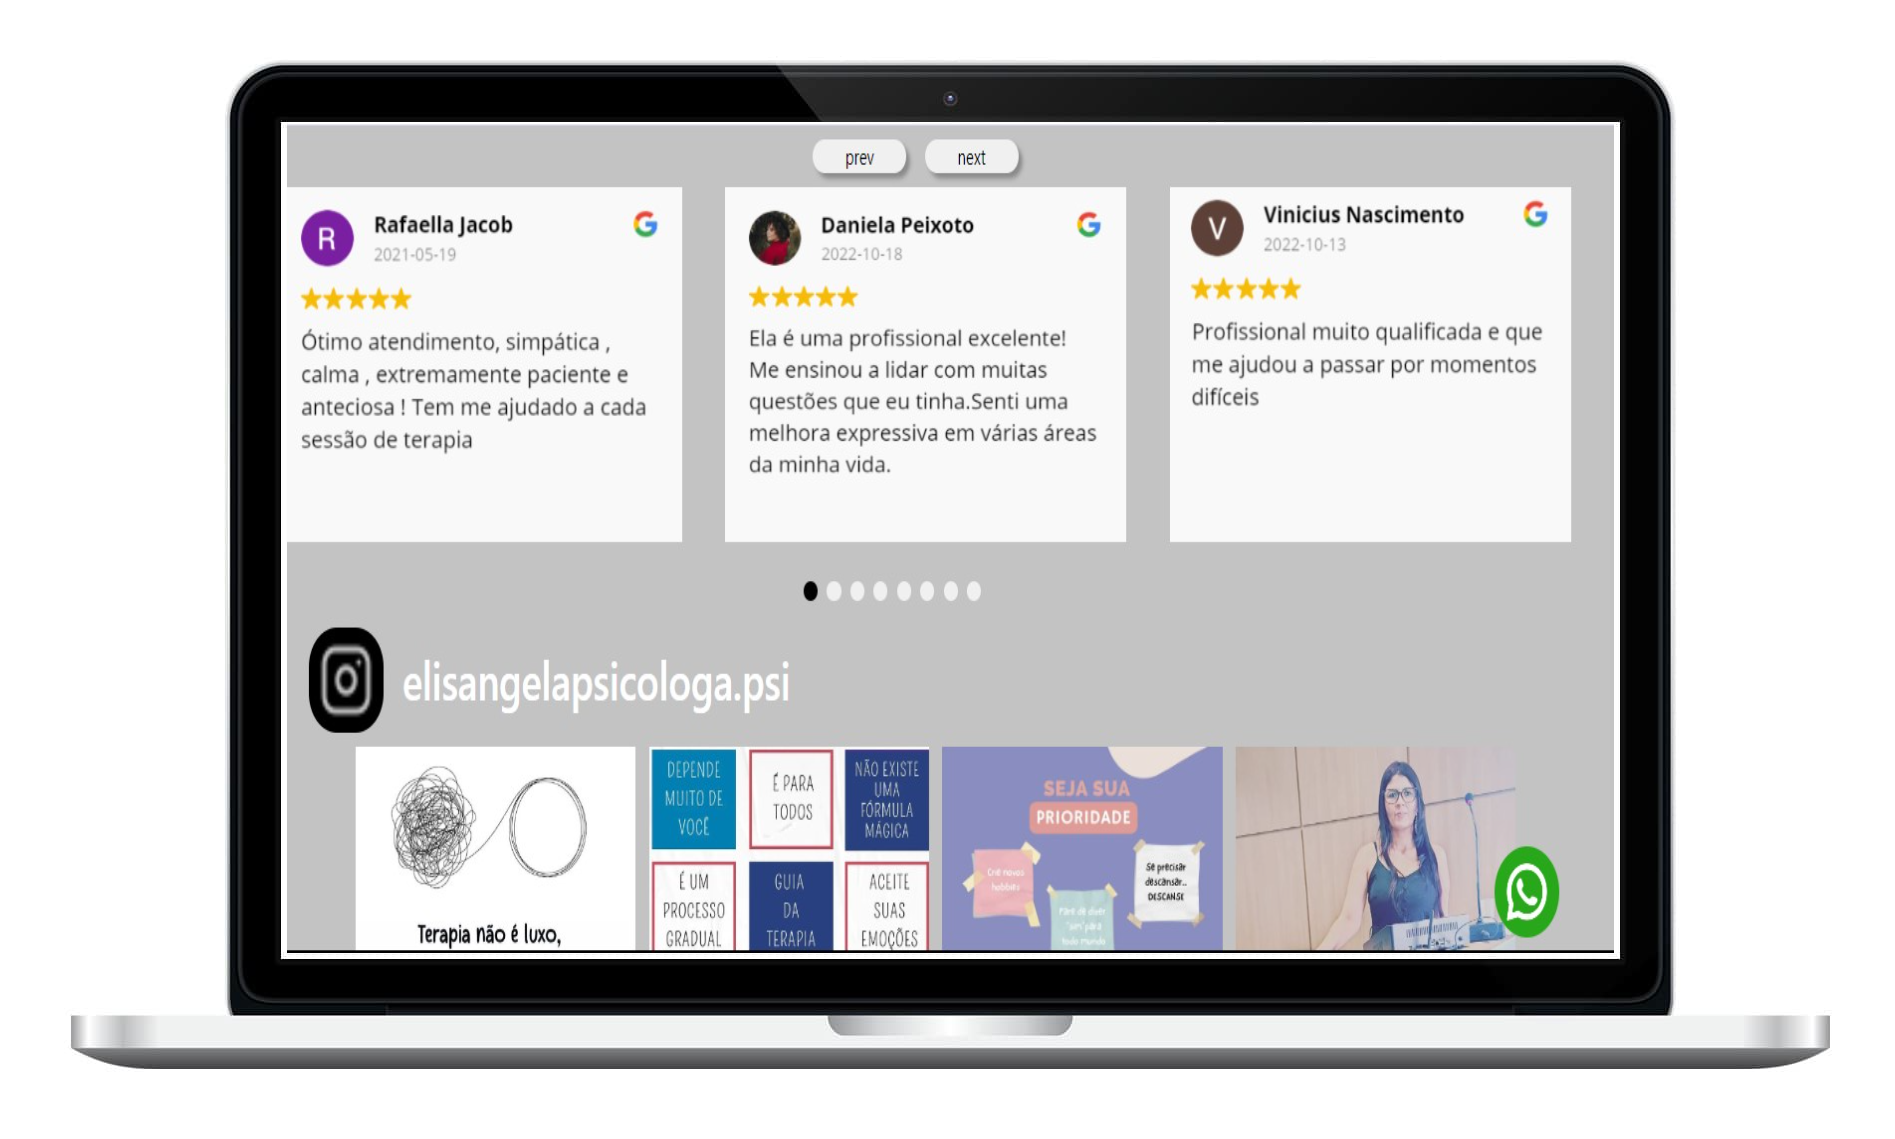 prev
next
R
Rafaella Jacob
2021-05-19
Ótimo atendimento, simpática ,
calma , extremamente paciente e
anteciosa ! Tem me ajudado a cada
sessão de terapia
Daniela Peixoto
2022-10-18
Ela é uma profissional excelente!
Me ensinou a lidar com muitas
questões que eu tinha.Senti uma
melhora expressiva em várias áreas
da minha vida.
V
Vinicius Nascimento
2022-10-13
Profissional muito qualificada e que
me ajudou a passar por momentos
difíceis
elisangelapsicologa.psi
Terapia não é luxo,
DEPENDE
MUITO DE
VOCÊ
É PARA
TODOS
NÃO EXISTE
UMA
FÓRMULA
MÁGICA
É UM
PROCESSO
GRADUAL
GUIA
DA
TERAPIA
ACEITE
SUAS
EMOÇÕES
SEJA SUA
PRIORIDADE
Crie novos
hobbies
Pare de dizer
"sim" para
todo mundo
Se precisar
descansar..
DESCANSE